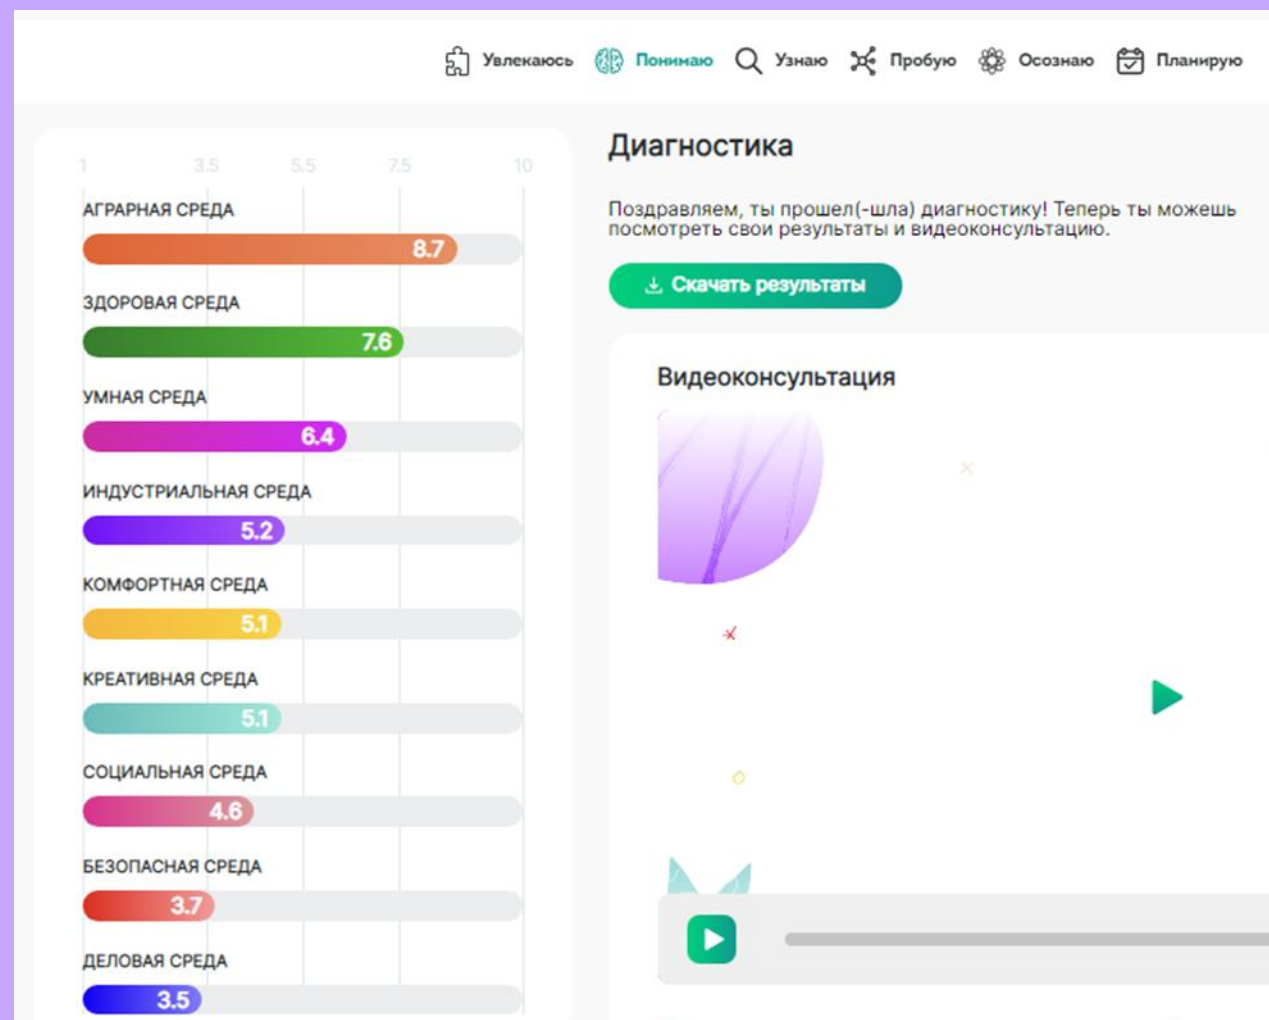 Увлекаюсь Понимаю Узнаю Пробую Осознаю Планирую
1 3.5 5.5 7.5 10
АГРАРНАЯ СРЕДА
8.7
ЗДОРОВАЯ СРЕДА
7.6
УМНАЯ СРЕДА
6.4
ИНДУСТРИАЛЬНАЯ СРЕДА
5.2
КОМФОРТНАЯ СРЕДА
5.1
КРЕАТИВНАЯ СРЕДА
5.1
СОЦИАЛЬНАЯ СРЕДА
4.6
БЕЗОПАСНАЯ СРЕДА
3.7
ДЕЛОВАЯ СРЕДА
3.5
Диагностика
Поздравляем, ты прошел(-шла) диагностику! Теперь ты можешь
посмотреть свои результаты и видеоконсультацию.
Скачать результаты
Видеоконсультация